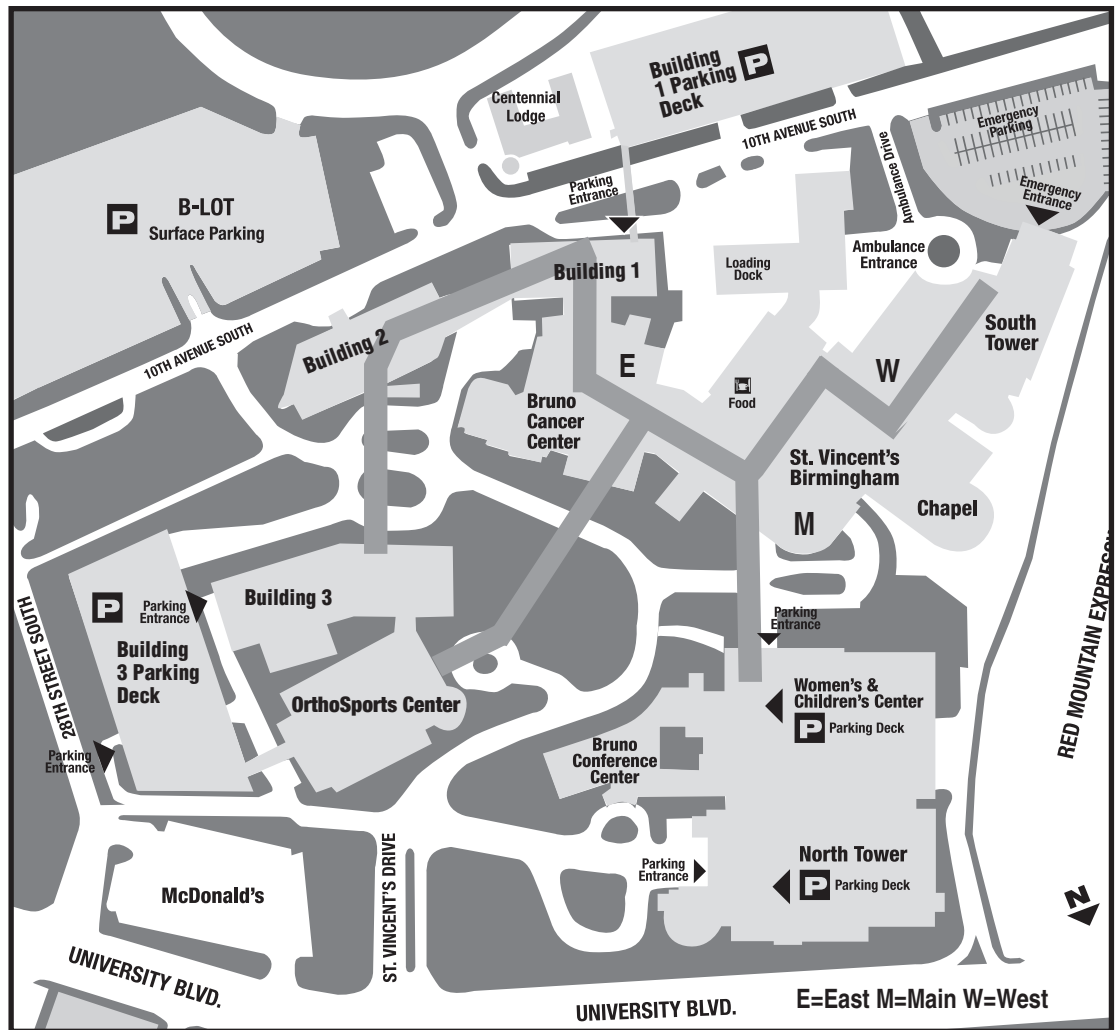 Building
1 Parking
Deck
P
Centennial
Lodge
10TH AVENUE SOUTH
Emergency
Parking
Ambulance Drive
Parking
Entrance
Emergency
Entrance
P
B-LOT
Surface Parking
Ambulance
Entrance
Building 1
Loading
Dock
South
Tower
10TH AVENUE SOUTH
Building 2
E
W
Food
Bruno
Cancer
Center
St. Vincent's
Birmingham
Chapel
M
Building 3
P
Parking
Entrance
Building
3 Parking
Deck
28TH STREET SOUTH
Parking
Entrance
OrthoSports Center
Women's &
Children's Center
P Parking Deck
RED MOUNTAIN EXPRESSW
Parking
Entrance
Bruno
Conference
Center
North Tower
P Parking Deck
Parking
Entrance
McDonald's
ST. VINCENT'S DRIVE
N
UNIVERSITY BLVD.
UNIVERSITY BLVD.
E=East M=Main W=West